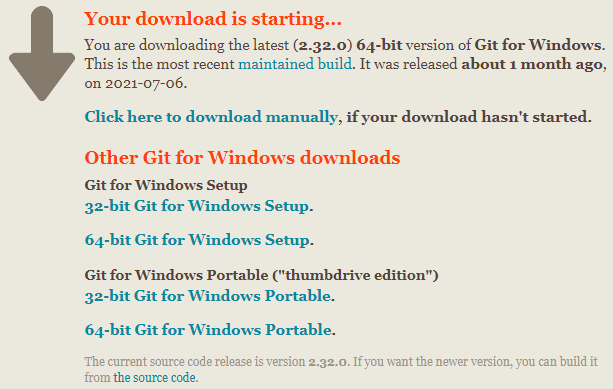 Your download is starting...
You are downloading the latest (2.32.0) 64-bit version of Git for Windows.
This is the most recent maintained build. It was released about 1 month ago,
on 2021-07-06.
Click here to download manually, if your download hasn't started.
Other Git for Windows downloads
Git for Windows Setup
32-bit Git for Windows Setup.
64-bit Git for Windows Setup.
Git for Windows Portable ("thumbdrive edition")
32-bit Git for Windows Portable.
64-bit Git for Windows Portable.
The current source code release is version 2.32.0. If you want the newer version, you can build it
from the source code.